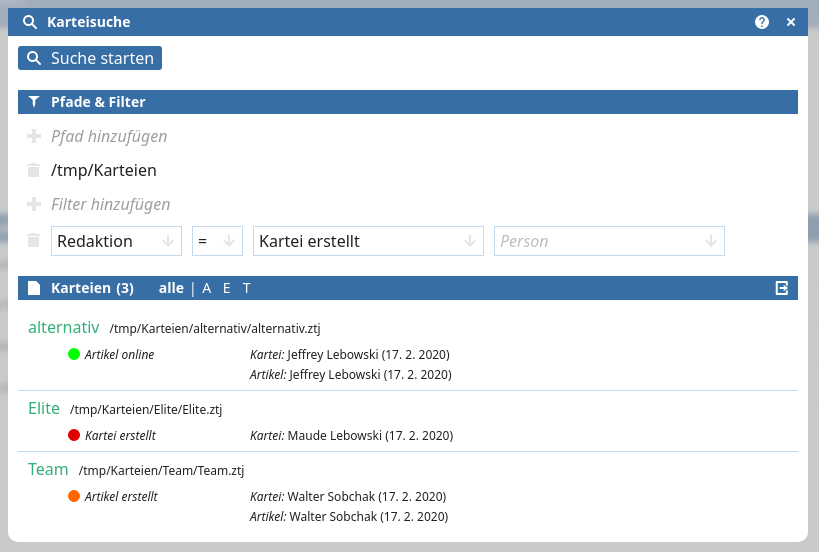 Karteisuche
Suche starten
Pfade & Filter
Pfad hinzufügen
/tmp/Karteien
Filter hinzufügen
Redaktion = Kartei erstellt Person
Karteien (3) alle | A E T
alternativ /tmp/Karteien/alternativ/alternativ.ztj
Artikel online Kartei: Jeffrey Lebowski (17. 2. 2020)
Artikel: Jeffrey Lebowski (17. 2. 2020)
Elite /tmp/Karteien/Elite/Elite.ztj
Kartei erstellt Kartei: Maude Lebowski (17. 2. 2020)
Team /tmp/Karteien/Team/Team.ztj
Artikel erstellt Kartei: Walter Sobchak (17. 2. 2020)
Artikel: Walter Sobchak (17. 2. 2020)